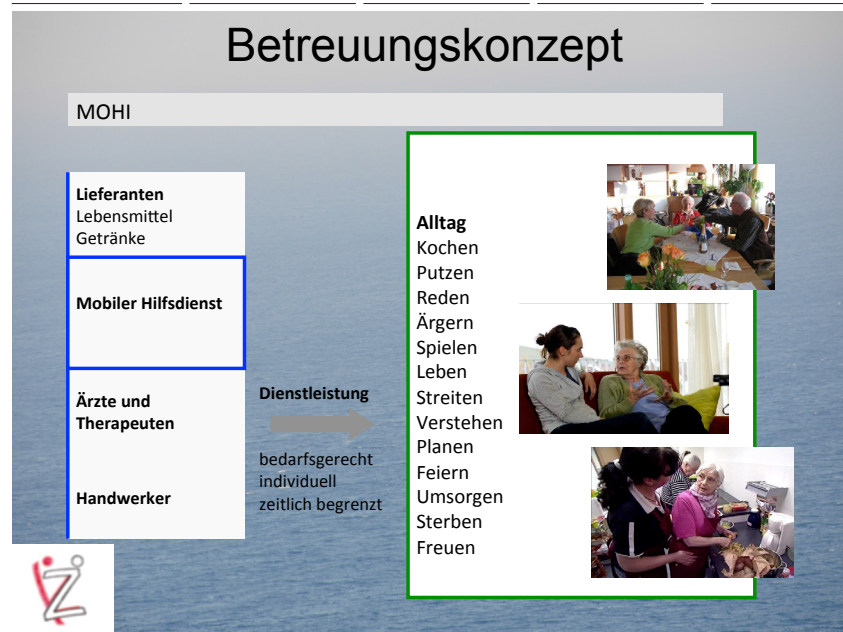 Betreuungskonzept
MOHI
Lieferanten
Lebensmittel
Getränke
Mobiler Hilfsdienst
Ärzte und
Therapeuten
Handwerker
Dienstleistung
bedarfsgerecht
individuell
zeitlich begrenzt
Alltag
Kochen
Putzen
Reden
Ärgern
Spielen
Leben
Streiten
Verstehen
Planen
Feiern
Umsorgen
Sterben
Freuen
Z